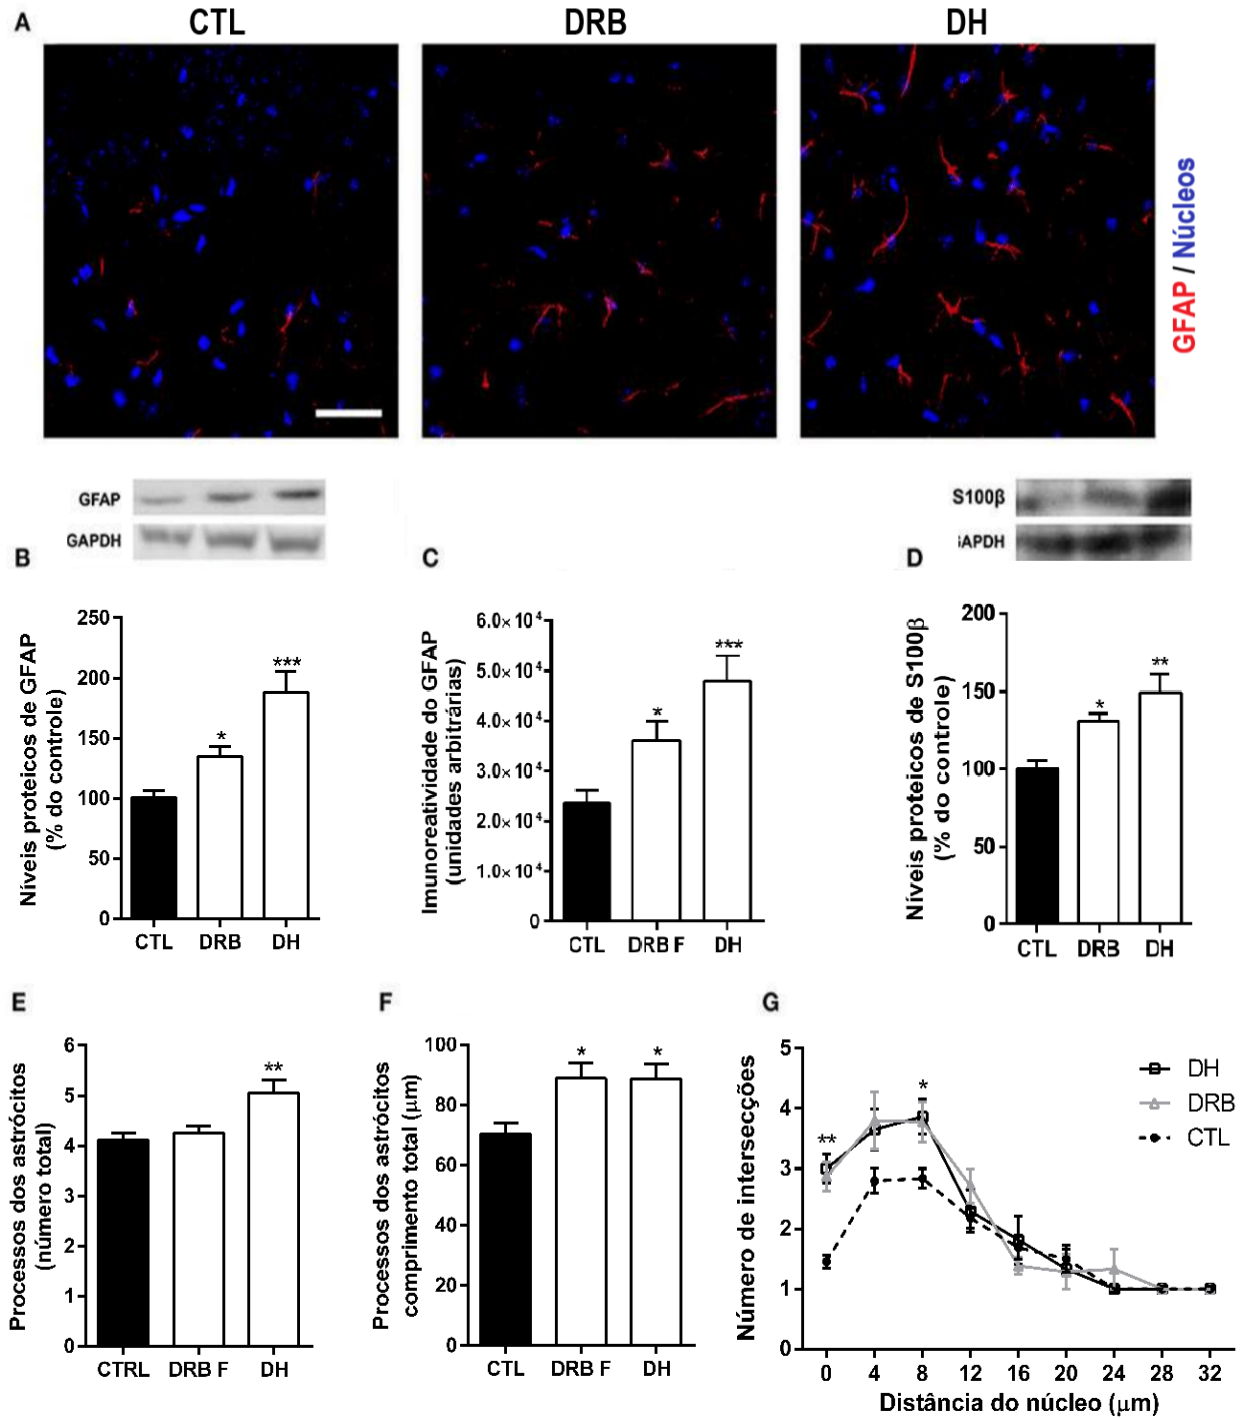 A
CTL
DRB
DH
GFAP / Núcleos
GFAP
GAPDH
S100β
iAPDH
B
C
D
Níveis proteicos de GFAP
(% do controle)
250
200
150
100
50
0
***
*
CTL
DRB
DH
Imunoreatividade do GFAP
(unidades arbitrárias)
6.0×10⁴
5.0×10⁴
4.0×10⁴
3.0×10⁴
2.0×10⁴
1.0×10⁴
0
***
*
CTL
DRB F
DH
Níveis proteicos de S100β
(% do controle)
200
150
100
50
0
**
*
CTL
DRB
DH
E
F
G
Processos dos astrócitos
(número total)
6
5
4
3
2
1
0
**
CTRL
DRB F
DH
Processos dos astrócitos
comprimento total (μm)
100
80
60
40
20
0
*
*
CTL
DRB F
DH
Número de intersecções
5
4
3
2
1
0
**
*
DH
DRB
CTL
0 4 8 12 16 20 24 28 32
Distância do núcleo (μm)